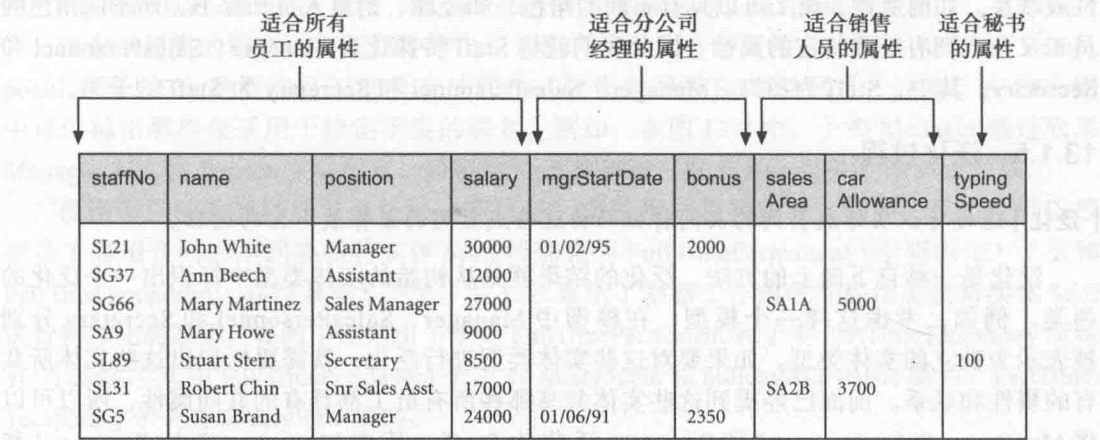 适合所有
员工的属性
适合分公司
经理的属性
适合销售
人员的属性
适合秘书
的属性
staffNo name position salary mgrStartDate bonus sales Area car Allowance typing Speed
SL21 John White Manager 30000 01/02/95 2000
SG37 Ann Beech Assistant 12000
SG66 Mary Martinez Sales Manager 27000 SA1A 5000
SA9 Mary Howe Assistant 9000
SL89 Stuart Stern Secretary 8500 100
SL31 Robert Chin Snr Sales Asst 17000 SA2B 3700
SG5 Susan Brand Manager 24000 01/06/91 2350